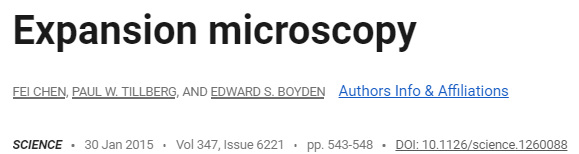 Expansion microscopy
FEI CHEN, PAUL W. TILLBERG, AND EDWARD S. BOYDEN Authors Info & Affiliations
SCIENCE • 30 Jan 2015 • Vol 347, Issue 6221 • pp. 543-548 • DOI: 10.1126/science.1260088